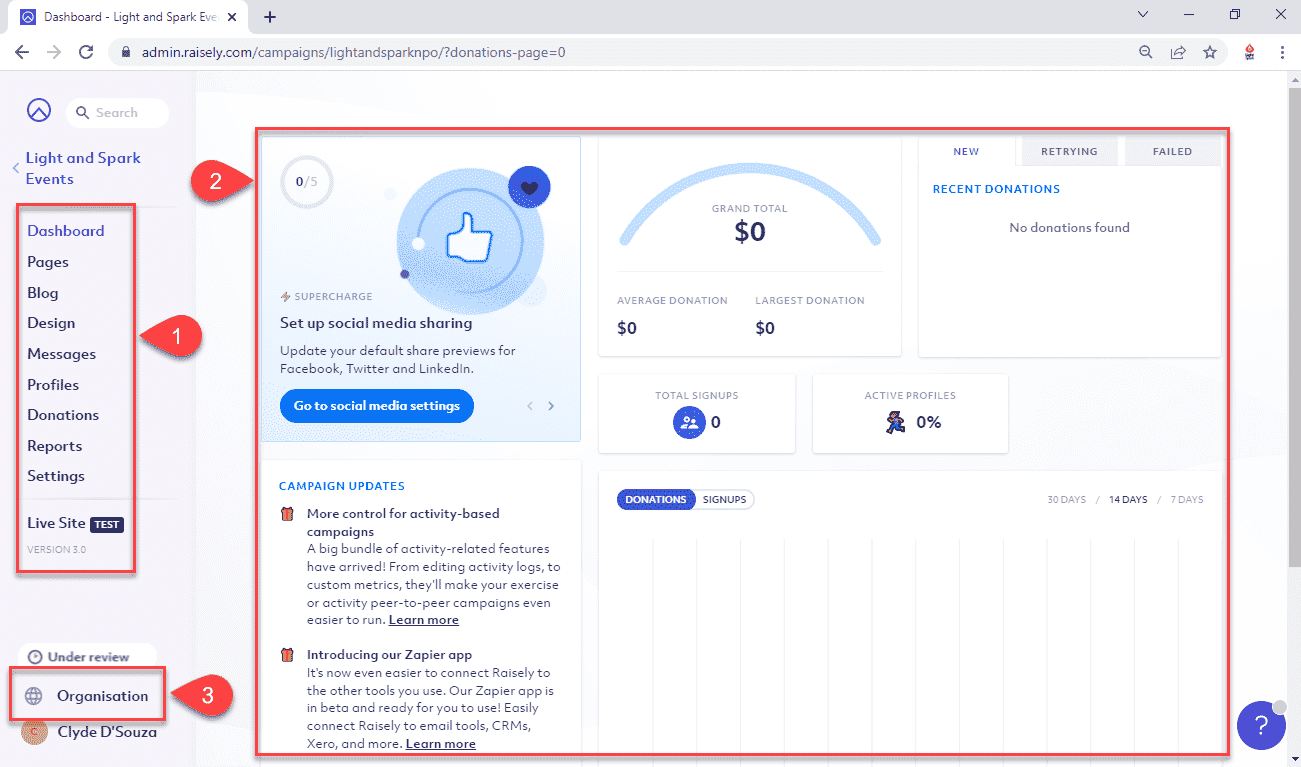 Dashboard - Light and Spark Eve
admin.raisely.com/campaigns/lightandsparknpo/?donations-page=0
Search
Light and Spark
Events
Dashboard
Pages
Blog
Design
Messages
Profiles
Donations
Reports
Settings
Live Site TEST
VERSION 3.0
1
Under review
Organisation
3
C Clyde D'Souza
2
0/5
SUPERCHARGE
Set up social media sharing
Update your default share previews for
Facebook, Twitter and LinkedIn.
Go to social media settings
GRAND TOTAL
$0
AVERAGE DONATION LARGEST DONATION
$0 $0
NEW RETRYING FAILED
RECENT DONATIONS
No donations found
TOTAL SIGNUPS
0
ACTIVE PROFILES
0%
CAMPAIGN UPDATES
More control for activity-based
campaigns
A big bundle of activity-related features
have arrived! From editing activity logs, to
custom metrics, they'll make your exercise
or activity peer-to-peer campaigns even
easier to run. Learn more
Introducing our Zapier app
It's now even easier to connect Raisely to
the other tools you use. Our Zapier app is
in beta and ready for you to use! Easily
connect Raisely to email tools, CRMs,
Xero, and more. Learn more
DONATIONS SIGNUPS
30 DAYS / 14 DAYS / 7 DAYS
?